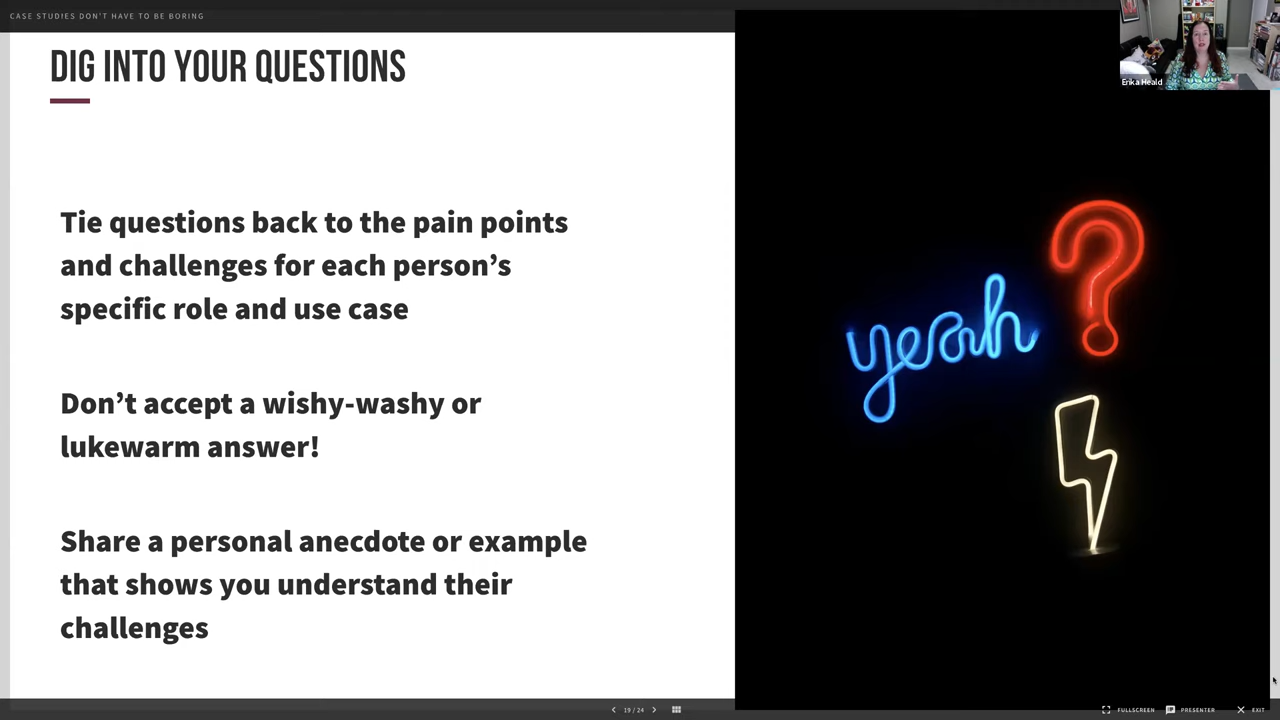 CASE STUDIES DON'T HAVE TO BE BORING
DIG INTO YOUR QUESTIONS
Erika Heald
Tie questions back to the pain points
and challenges for each person’s
specific role and use case
Don’t accept a wishy-washy or
lukewarm answer!
Share a personal anecdote or example
that shows you understand their
challenges
yeah ?
19 / 24
FULLSCREEN
PRESENTER
EXIT